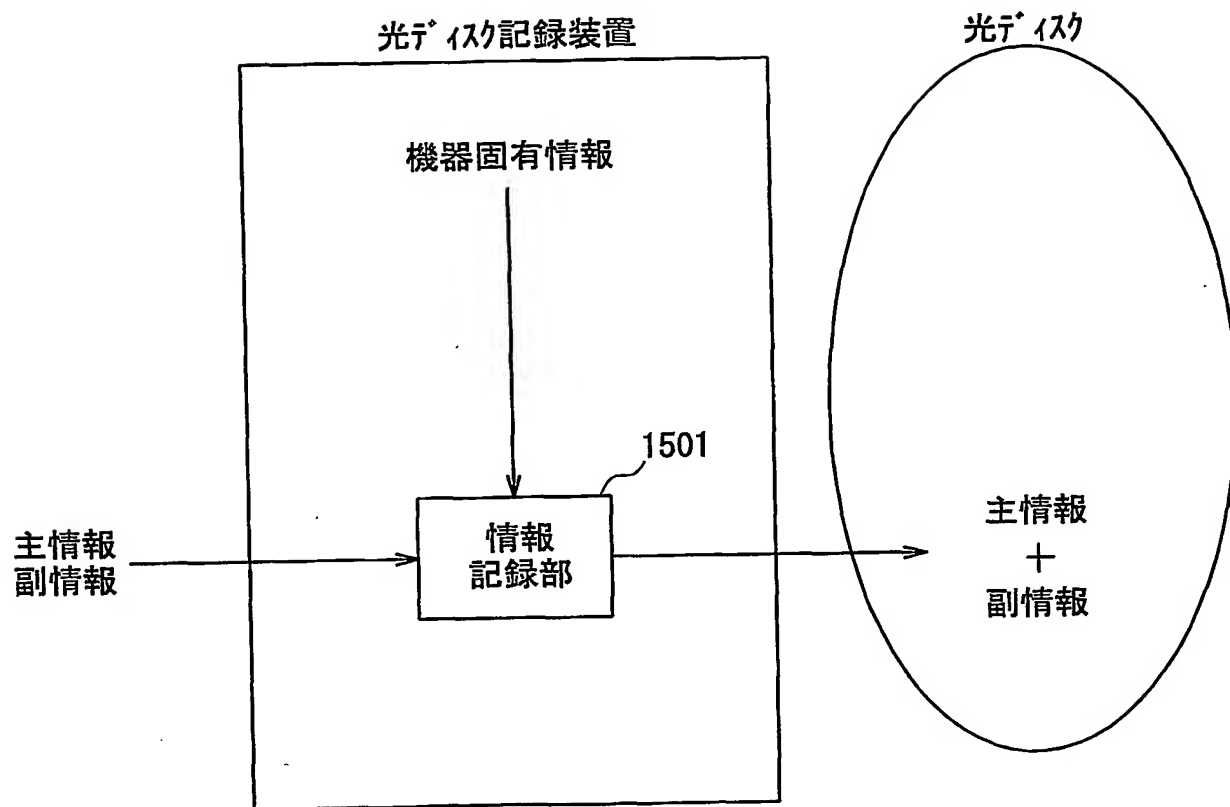 光ディスク記録装置
光ディスク
機器固有情報
1501
主情報
副情報
情報
記録部
主情報
+
副情報